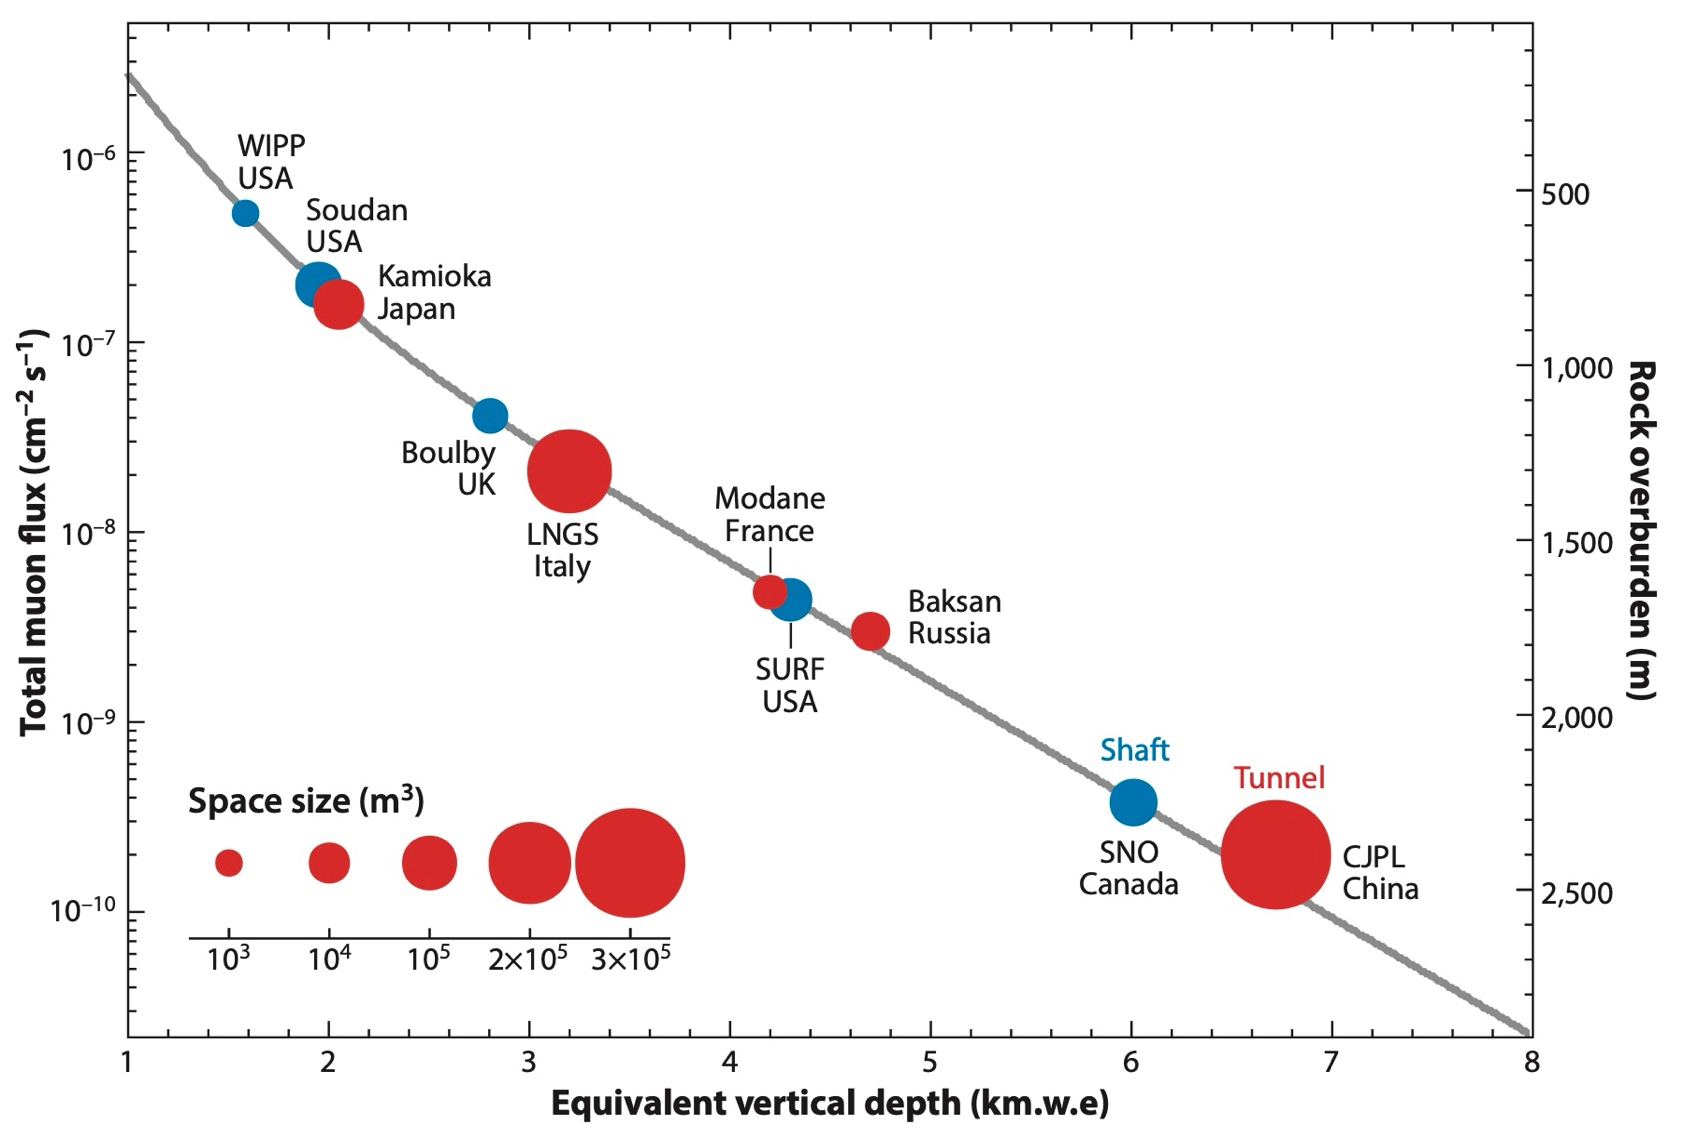 WIPP
USA
Soudan
USA
Kamioka
Japan
Boulby
UK
LNGS
Italy
Modane
France
SURF
USA
Baksan
Russia
Shaft
SNO
Canada
Tunnel
CJPL
China
Space size (m³)
10³
10⁴
10⁵
2×10⁵
3×10⁵
Total muon flux (cm⁻² s⁻¹)
10⁻⁶
10⁻⁷
10⁻⁸
10⁻⁹
10⁻¹⁰
1
2
3
4
5
6
7
8
Equivalent vertical depth (km.w.e)
500
1,000
1,500
2,000
2,500
Rock overburden (m)